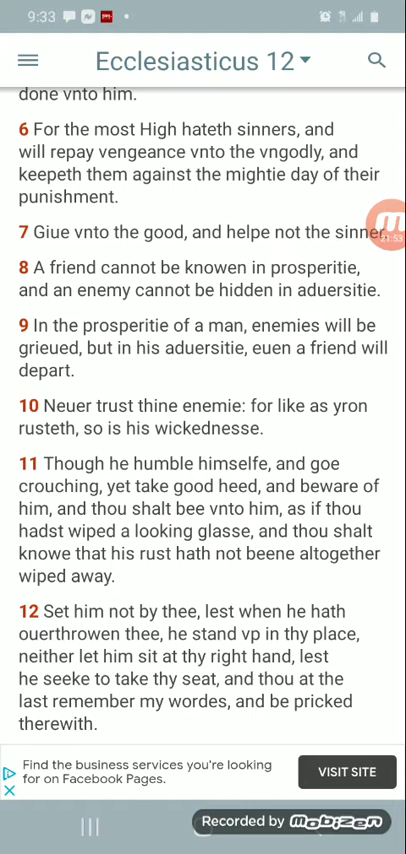 9:33
Ecclesiasticus 12
done vnto him.
6 For the most High hateth sinners, and
will repay vengeance vnto the vngodly, and
keepeth them against the mightie day of their
punishment.
7 Giue vnto the good, and helpe not the sinner.
21:53
8 A friend cannot be knowen in prosperitie,
and an enemy cannot be hidden in aduersitie.
9 In the prosperitie of a man, enemies will be
grieued, but in his aduersitie, euen a friend will
depart.
10 Neuer trust thine enemie: for like as yron
rusteth, so is his wickednesse.
11 Though he humble himselfe, and goe
crouching, yet take good heed, and beware of
him, and thou shalt bee vnto him, as if thou
hadst wiped a looking glasse, and thou shalt
knowe that his rust hath not beene altogether
wiped away.
12 Set him not by thee, lest when he hath
ouerthrowen thee, he stand vp in thy place,
neither let him sit at thy right hand, lest
he seeke to take thy seat, and thou at the
last remember my wordes, and be pricked
therewith.
Find the business services you're looking
for on Facebook Pages.
VISIT SITE
Recorded by mobizen